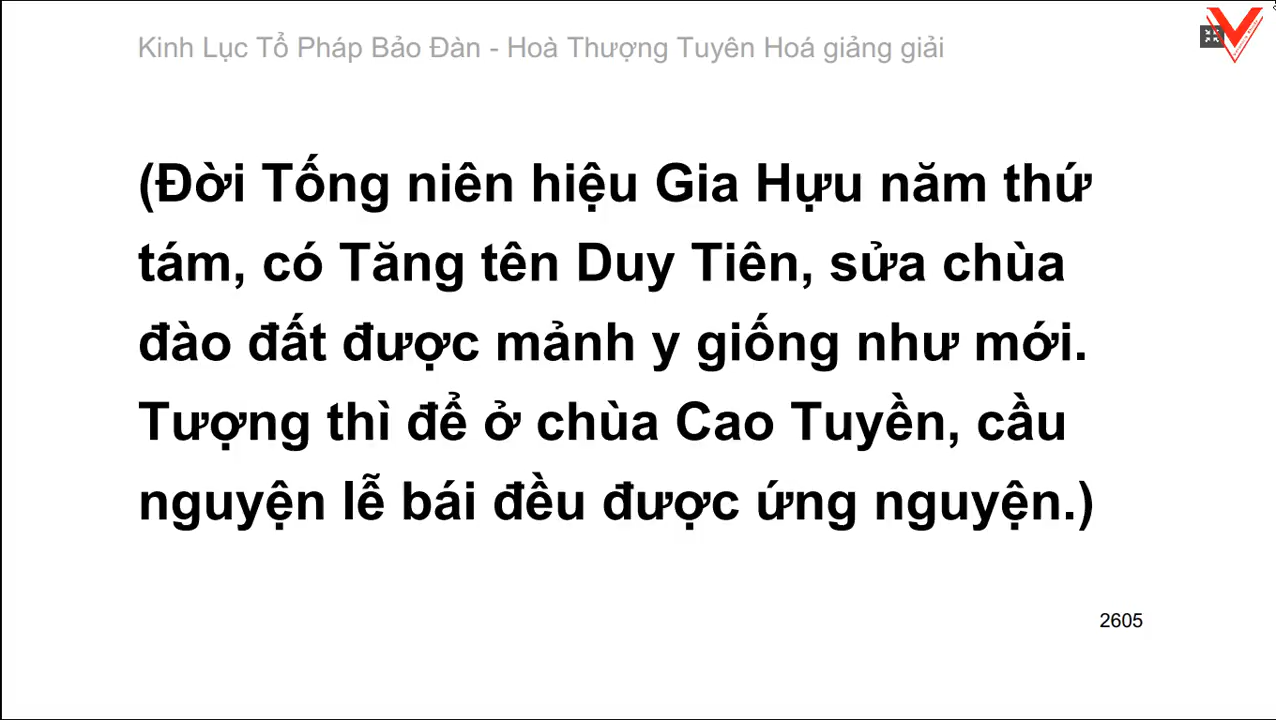 Kinh Lục Tổ Pháp Bảo Đàn - Hoà Thượng Tuyên Hoá giảng giải
(Đời Tống niên hiệu Gia Hựu năm thứ
tám, có Tăng tên Duy Tiên, sửa chùa
đào đất được mảnh y giống như mới.
Tượng thì để ở chùa Cao Tuyền, cầu
nguyện lễ bái đều được ứng nguyện.)
2605